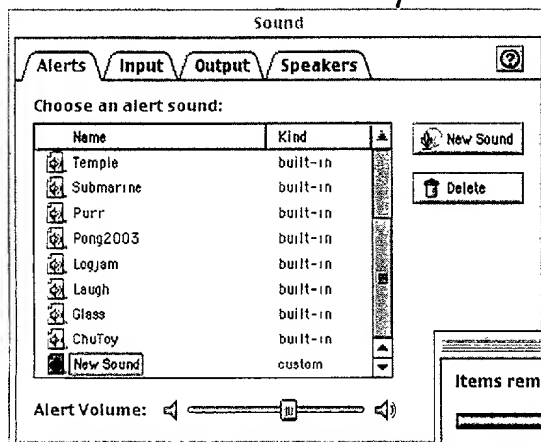 Sound
Alerts Input Output Speakers
Choose an alert sound:
Name Kind
Temple built-in
Submarine built-in
Purr built-in
Pong2003 built-in
Logjam built-in
Laugh built-in
Glass built-in
ChuToy built-in
New Sound custom
New Sound
Delete
Alert Volume:
Items rem